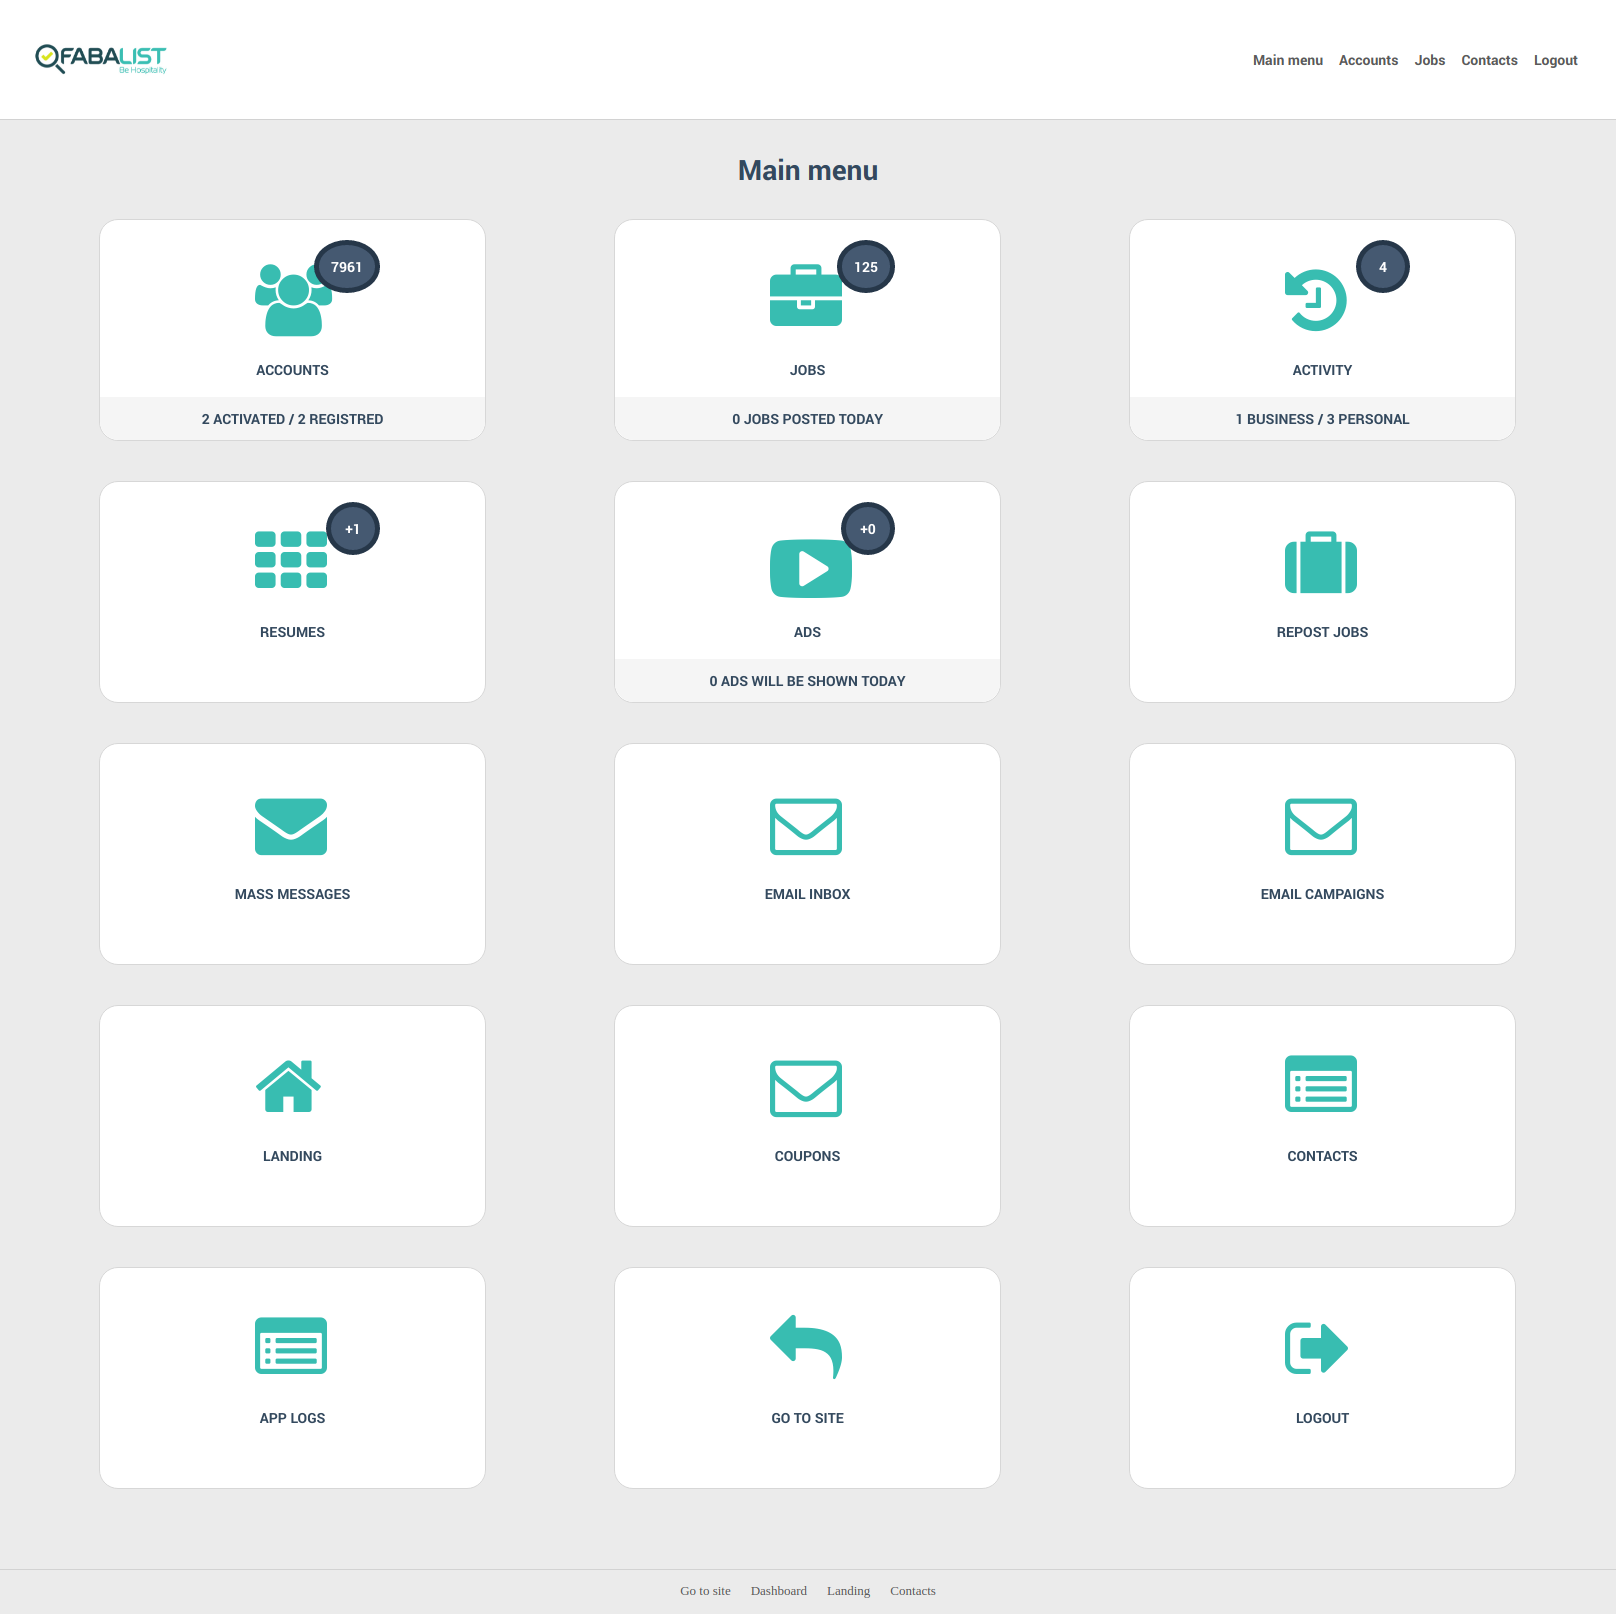 FABALIST
Be Hospitality
Main menu Accounts Jobs Contacts Logout
Main menu
7961
ACCOUNTS
2 ACTIVATED / 2 REGISTRED
125
JOBS
0 JOBS POSTED TODAY
4
ACTIVITY
1 BUSINESS / 3 PERSONAL
+1
RESUMES
+0
ADS
0 ADS WILL BE SHOWN TODAY
REPOST JOBS
MASS MESSAGES
EMAIL INBOX
EMAIL CAMPAIGNS
LANDING
COUPONS
CONTACTS
APP LOGS
GO TO SITE
LOGOUT
Go to site Dashboard Landing Contacts